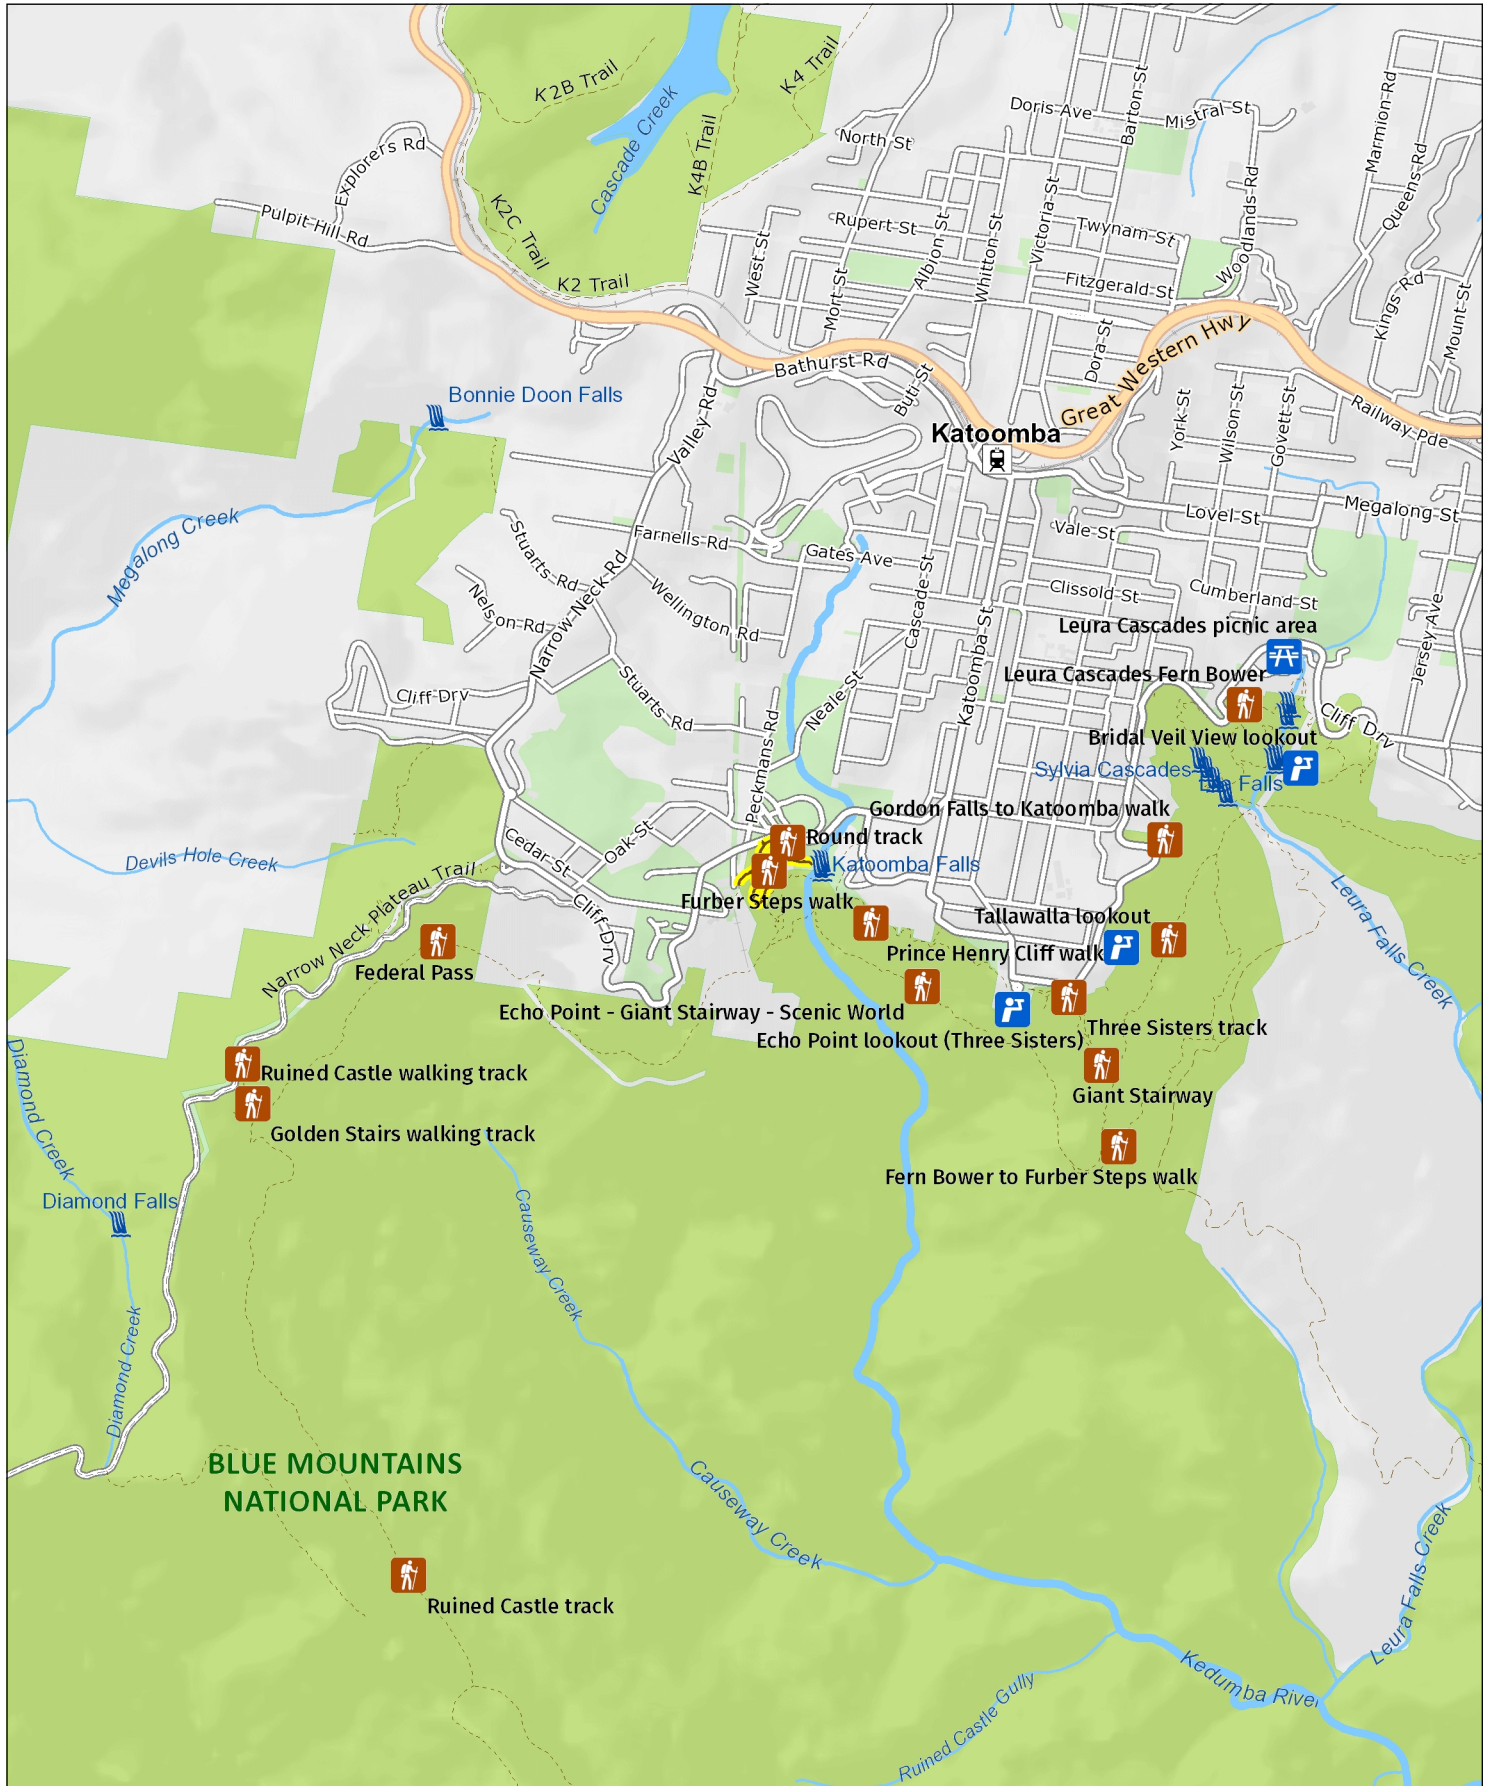 K2B Trail
K4 Trail
Cascade Creek
K4B Trail
Doris Ave
Barton St
Mistral St
Marmion Rd
North St
Explorers Rd
Queens Rd
Pulpit Hill Rd
K2C Trail
K2 Trail
West St
Rupert St
Albion St
Whitton St
Victoria St
Twynam St
Woodlands Rd
Mort St
Fitzgerald St
Kings Rd
Mount St
Great Western Hwy
Dora St
Bathurst Rd
Buti St
Bonnie Doon Falls
Valley Rd
York St
Wilson St
Govett St
Railway Pde
Katoomba
Megalong Creek
Lovel St
Megalong St
Stuarts Rd
Farnells Rd
Gates Ave
Vale St
Nelson Rd
Narrow Neck Rd
Wellington Rd
Cascade St
Clissold St
Cumberland St
Jersey Ave
Leura Cascades picnic area
Katoomba St
Leura Cascades Fern Bower
Cliff Drv
Stuarts Rd
Neale St
Cliff Drv
Bridal Veil View lookout
Peckmans Rd
Sylvia Cascades
Falls
Gordon Falls to Katoomba walk
Devils Hole Creek
Cedar St
Oak St
Round track
Katoomba Falls
Narrow Neck Plateau Trail
Furber Steps walk
Cliff Drv
Tallawalla lookout
Leura Falls Creek
Federal Pass
Prince Henry Cliff walk
Echo Point - Giant Stairway - Scenic World
Three Sisters track
Echo Point lookout (Three Sisters)
Diamond Creek
Ruined Castle walking track
Giant Stairway
Golden Stairs walking track
Fern Bower to Furber Steps walk
Diamond Falls
Causeway Creek
Diamond Creek
BLUE MOUNTAINS
NATIONAL PARK
Causeway Creek
Leura Falls Creek
Ruined Castle track
Kedumba River
Ruined Castle Gully